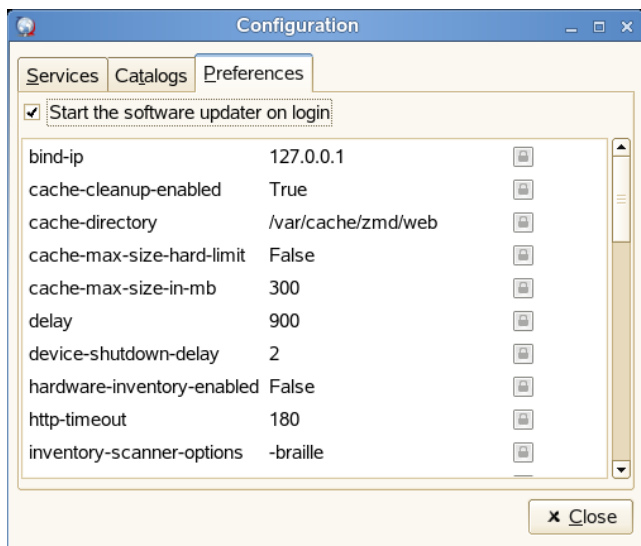 Configuration
Services Catalogs Preferences
Start the software updater on login
bind-ip 127.0.0.1
cache-cleanup-enabled True
cache-directory /var/cache/zmd/web
cache-max-size-hard-limit False
cache-max-size-in-mb 300
delay 900
device-shutdown-delay 2
hardware-inventory-enabled False
http-timeout 180
inventory-scanner-options -braille
Close